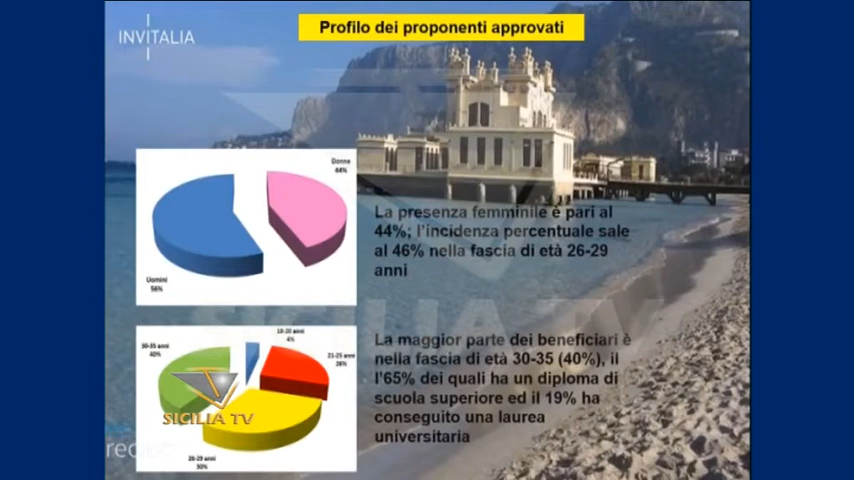 Profilo dei proponenti approvati
INVITALIA
Donne
44%
Uomini
56%
La presenza femminile è pari al
44%; l'incidenza percentuale sale
al 46% nella fascia di età 26-29
anni
SICILIA TV
18-20 anni
4%
30-35 anni
40%
21-25 anni
26%
26-29 anni
30%
SICILIA TV
La maggior parte dei beneficiari è
nella fascia di età 30-35 (40%), il
l'65% dei quali ha un diploma di
scuola superiore ed il 19% ha
conseguito una laurea
universitaria